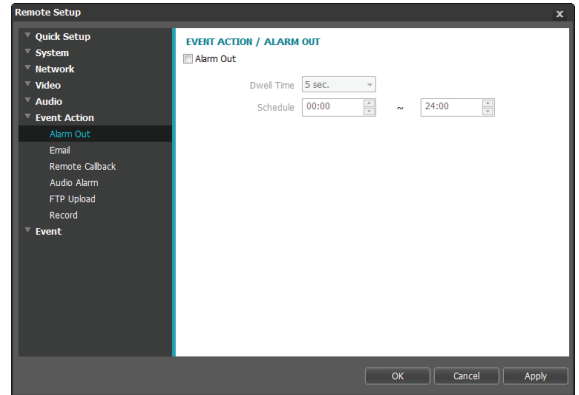 Remote Setup x
Quick Setup
System
Network
Video
Audio
Event Action
Alarm Out
Email
Remote Callback
Audio Alarm
FTP Upload
Record
Event
EVENT ACTION / ALARM OUT
Alarm Out
Dwell Time 5 sec.
Schedule 00:00 ~ 24:00
OK Cancel Apply